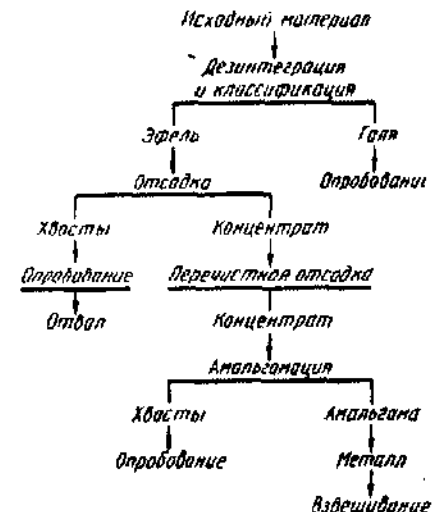 Исходный материал
Дезинтеграция
и классификация
Эфель
Галя
Отсадка
Опробование
Хвосты
Концентрат
Опробование
Перечистная отсадка
Отвал
Концентрат
Амальгамация
Хвосты
Амальгама
Опробование
Металл
Взвешивание